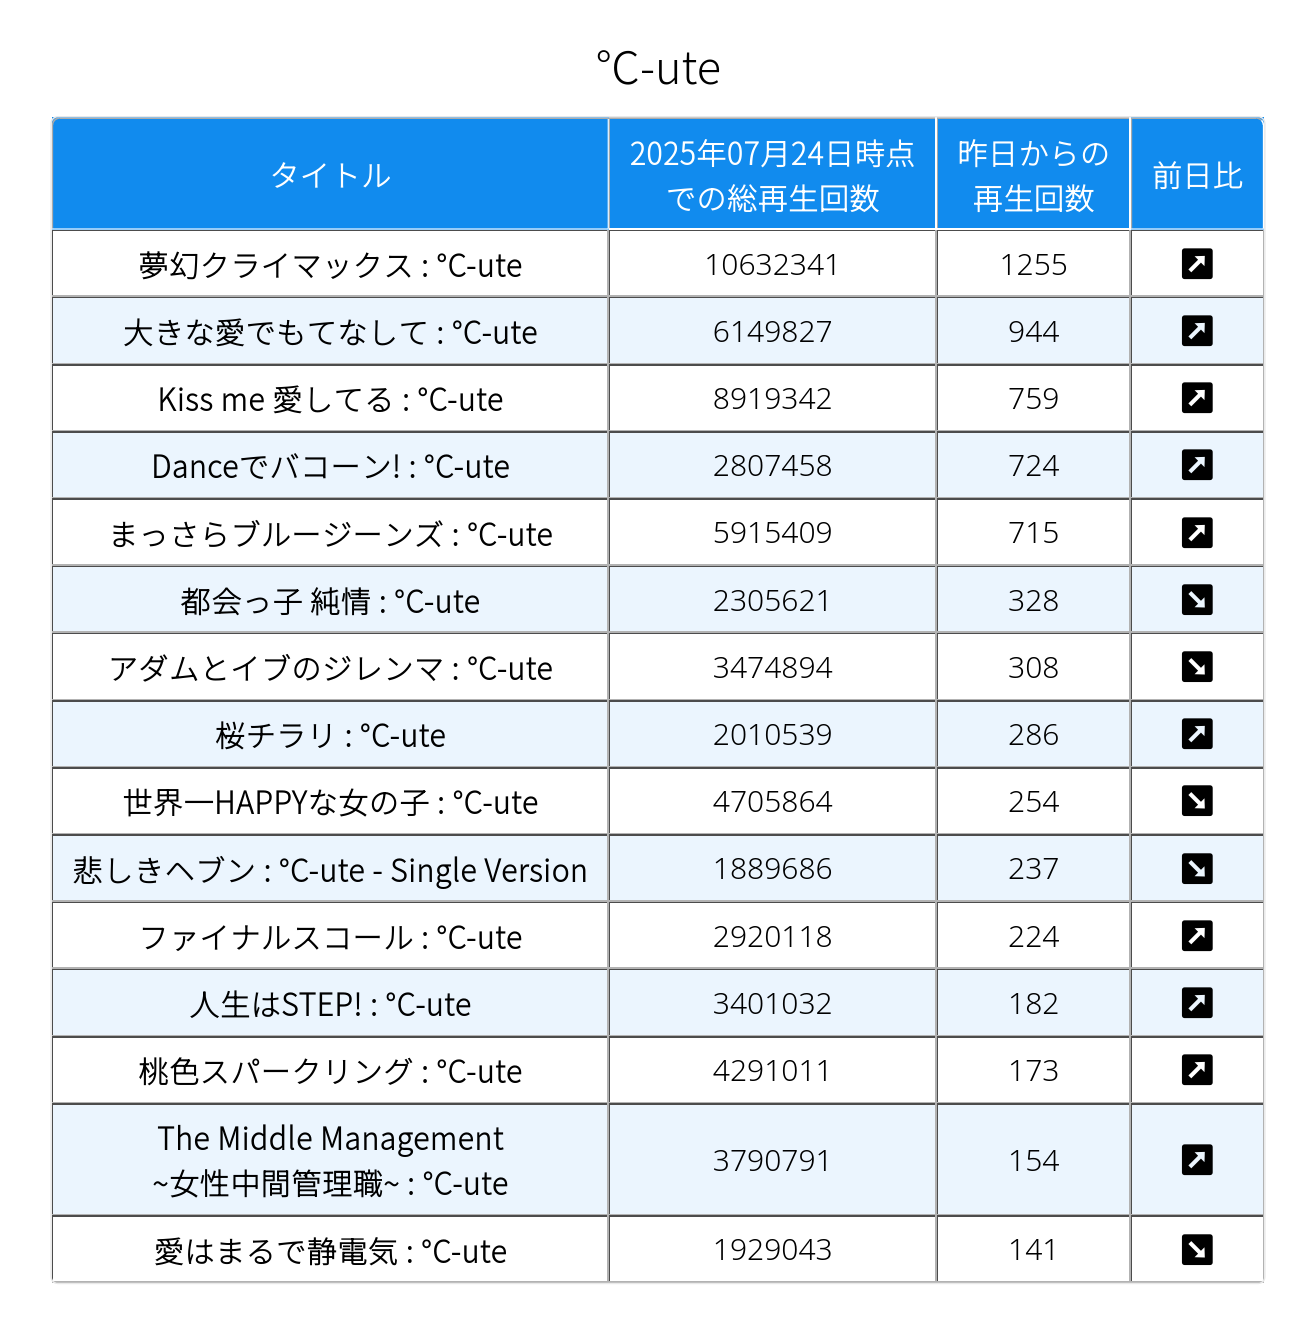 °C-ute
タイトル
2025年07月24日時点
での総再生回数
昨日からの
再生回数
前日比
夢幻クライマックス : °C-ute 10632341 1255 ↗
大きな愛でもてなして : °C-ute 6149827 944 ↗
Kiss me 愛してる : °C-ute 8919342 759 ↗
Danceでバコーン! : °C-ute 2807458 724 ↗
まっさらブルージーンズ : °C-ute 5915409 715 ↗
都会っ子 純情 : °C-ute 2305621 328 ↘
アダムとイブのジレンマ : °C-ute 3474894 308 ↘
桜チラリ : °C-ute 2010539 286 ↗
世界一HAPPYな女の子 : °C-ute 4705864 254 ↘
悲しきヘブン : °C-ute - Single Version 1889686 237 ↘
ファイナルスコール : °C-ute 2920118 224 ↗
人生はSTEP! : °C-ute 3401032 182 ↗
桃色スパークリング : °C-ute 4291011 173 ↗
The Middle Management
~女性中間管理職~ : °C-ute 3790791 154 ↗
愛はまるで静電気 : °C-ute 1929043 141 ↘